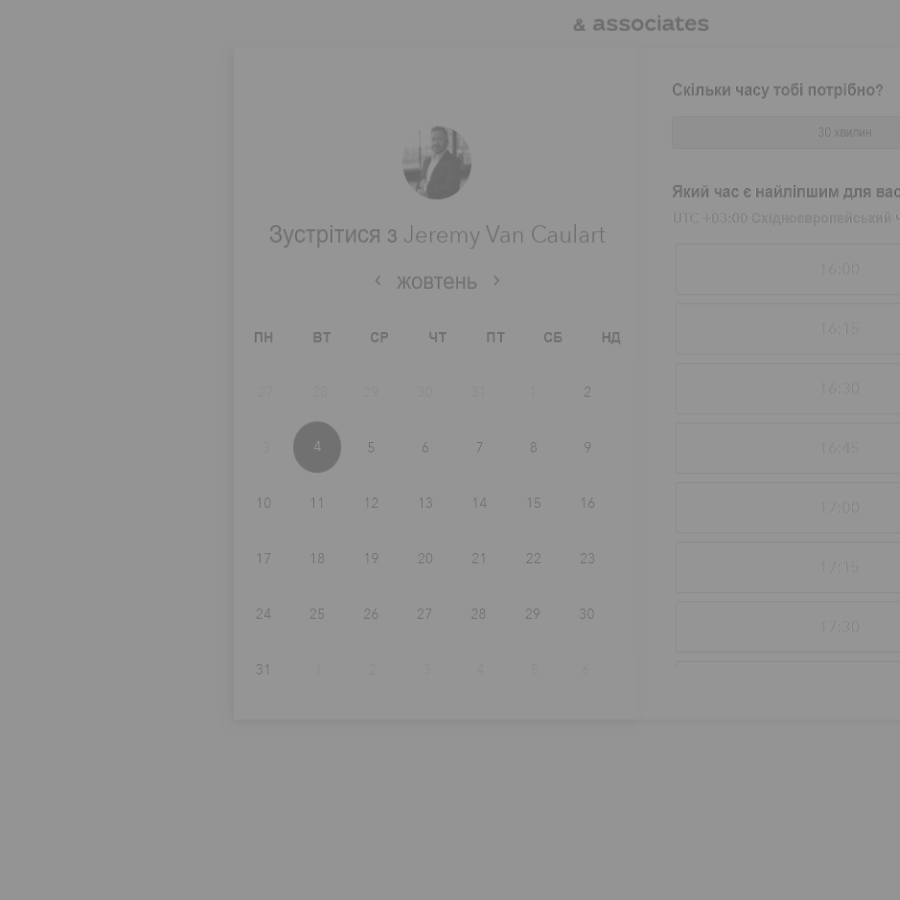 & associates
Зустрітися з Jeremy Van Caulart
‹ жовтень ›
ПН ВТ СР ЧТ ПТ СБ НД
27 28 29 30 31 1 2
3 4 5 6 7 8 9
10 11 12 13 14 15 16
17 18 19 20 21 22 23
24 25 26 27 28 29 30
31 1 2 3 4 5 6
Скільки часу тобі потрібно?
30 хвилин
Який час є найліпшим для вас
UTC +03:00 Східноєвропейський
16:00
16:15
16:30
16:45
17:00
17:15
17:30